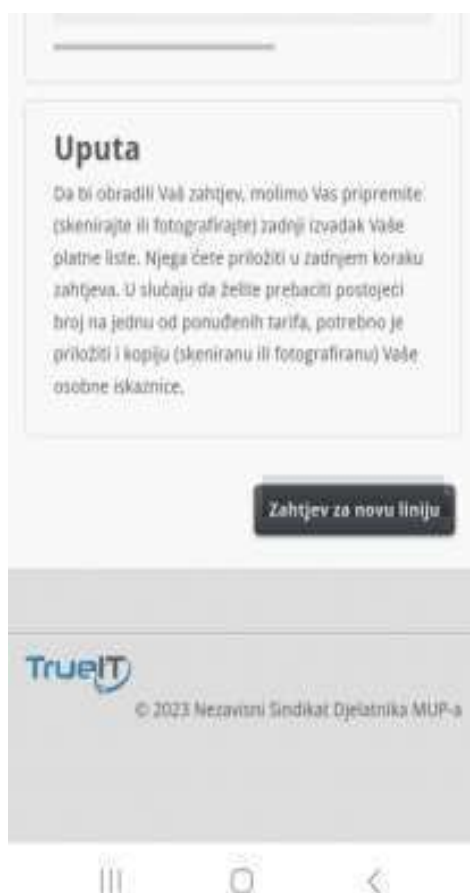 Uputa
Da bi obradili Vaš zahtjev, molimo Vas pripremite
(skenirajte ili fotografirajte) zadnji izvadak Vaše
platne liste. Njega ćete priložiti u zadnjem koraku
zahtjeva. U slučaju da želite prebaciti postojeći
broj na jednu od ponuđenih tarifa, potrebno je
priložiti i kopiju (skeniranu ili fotografiranu) Vaše
osobne iskaznice.
Zahtjev za novu liniju
TrueIT
© 2023 Nezavisni Sindikat Djelatnika MUP-a